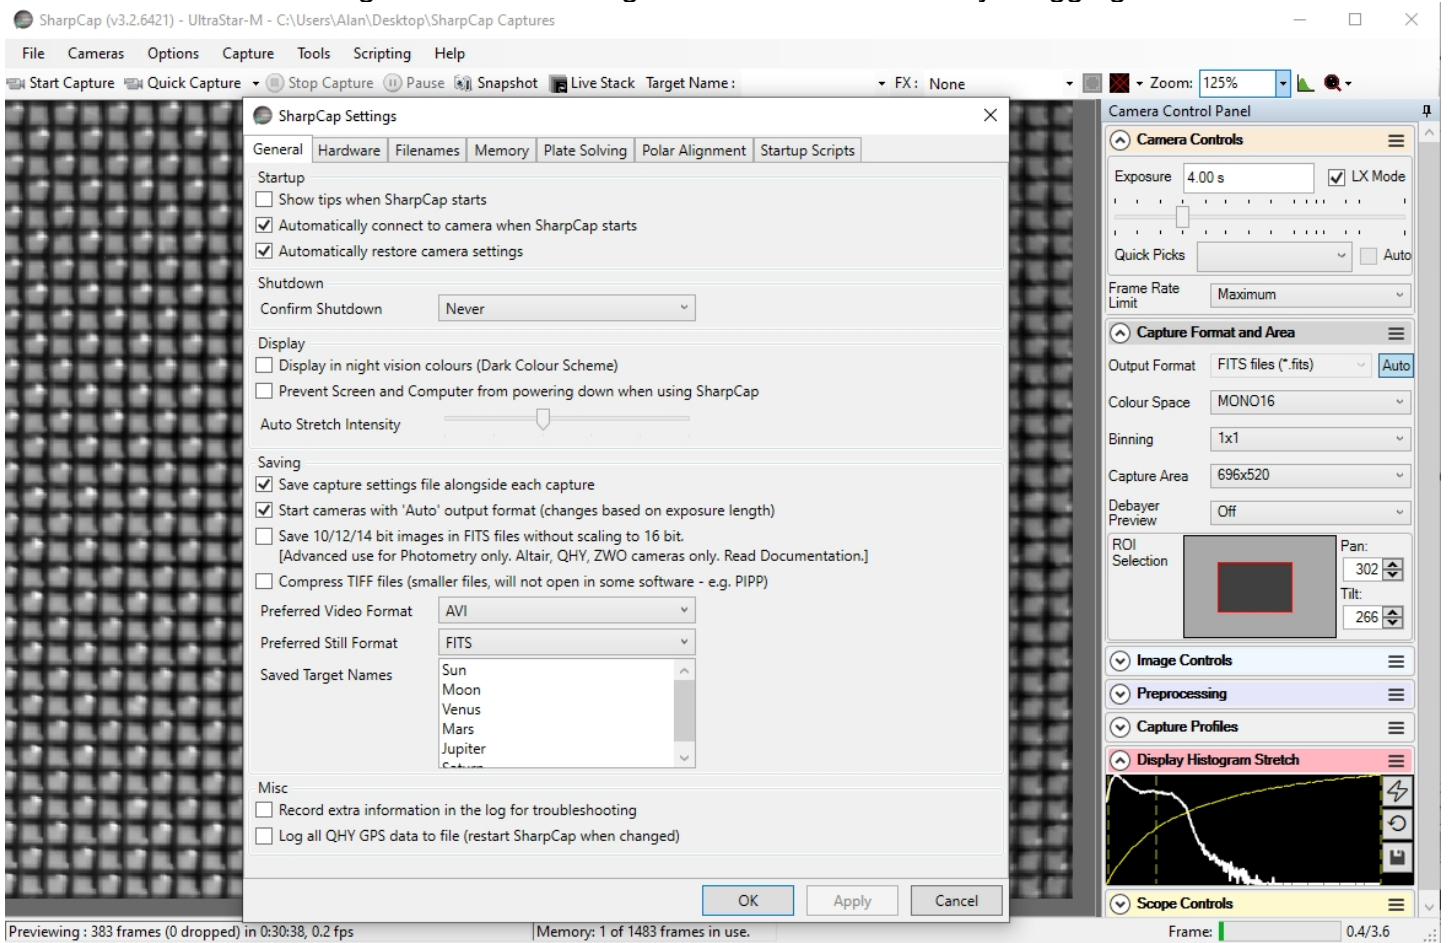 SharpCap (v3.2.6421) - UltraStar-M - C:\Users\Alan\Desktop\SharpCap Captures
File Cameras Options Capture Tools Scripting Help
Start Capture Quick Capture Stop Capture Pause Snapshot Live Stack Target Name : FX : None Zoom: 125%
SharpCap Settings
General Hardware Filenames Memory Plate Solving Polar Alignment Startup Scripts
Startup
Show tips when SharpCap starts
Automatically connect to camera when SharpCap starts
Automatically restore camera settings
Shutdown
Confirm Shutdown Never
Display
Display in night vision colours (Dark Colour Scheme)
Prevent Screen and Computer from powering down when using SharpCap
Auto Stretch Intensity
Saving
Save capture settings file alongside each capture
Start cameras with 'Auto' output format (changes based on exposure length)
Save 10/12/14 bit images in FITS files without scaling to 16 bit.
[Advanced use for Photometry only. Altair, QHY, ZWO cameras only. Read Documentation.]
Compress TIFF files (smaller files, will not open in some software - e.g. PIPP)
Preferred Video Format AVI
Preferred Still Format FITS
Saved Target Names Sun
Moon
Venus
Mars
Jupiter
Saturn
Misc
Record extra information in the log for troubleshooting
Log all QHY GPS data to file (restart SharpCap when changed)
OK Apply Cancel
Camera Control Panel
Camera Controls
Exposure 4.00 s LX Mode
Quick Picks Auto
Frame Rate
Limit Maximum
Capture Format and Area
Output Format FITS files (*.fits) Auto
Colour Space MONO16
Binning 1x1
Capture Area 696x520
Debayer
Preview Off
ROI
Selection
Pan:
302
Tilt:
266
Image Controls
Preprocessing
Capture Profiles
Display Histogram Stretch
Scope Controls
Previewing : 383 frames (0 dropped) in 0:30:38, 0.2 fps Memory: 1 of 1483 frames in use. Frame: 0.4/3.6